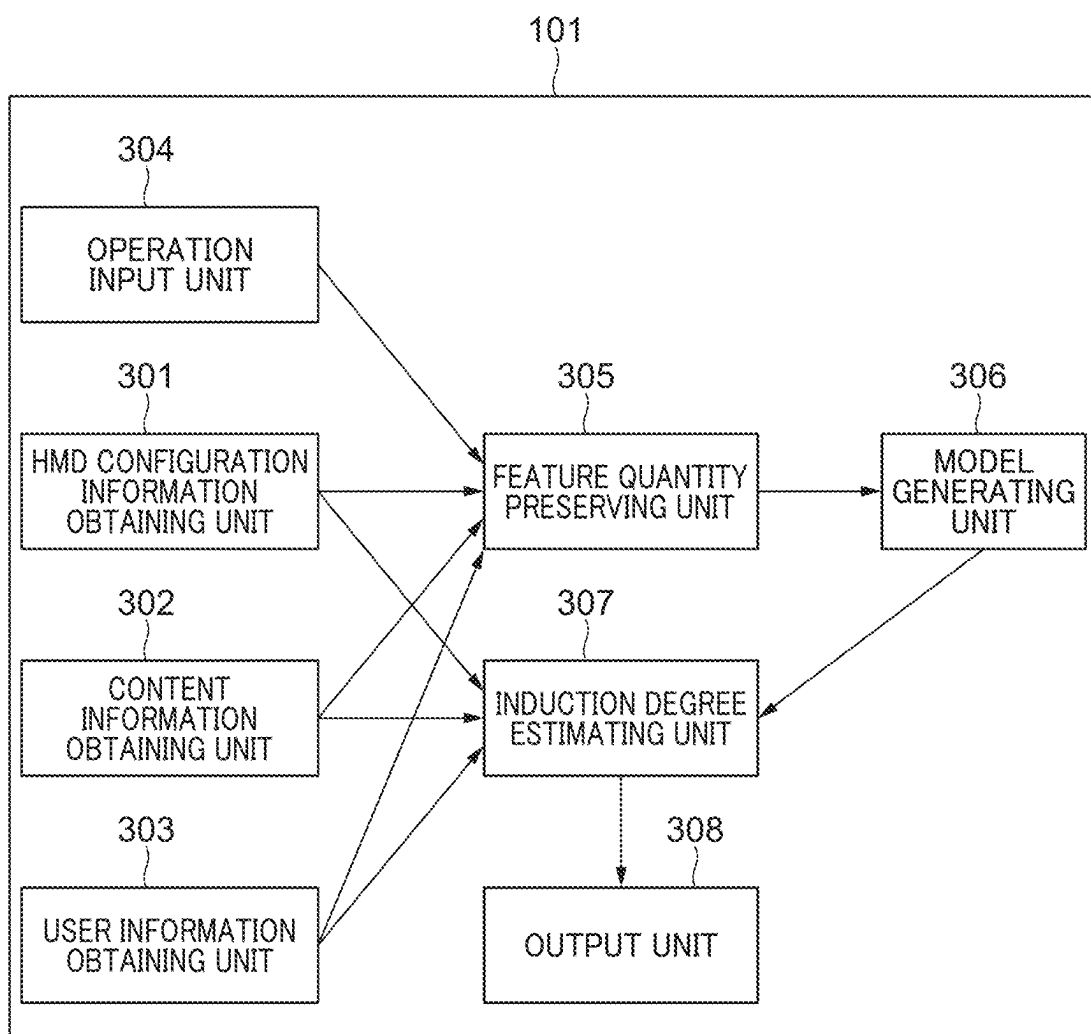 101
304
OPERATION
INPUT UNIT
301
HMD CONFIGURATION
INFORMATION
OBTAINING UNIT
305
FEATURE QUANTITY
PRESERVING UNIT
306
MODEL
GENERATING
UNIT
302
CONTENT
INFORMATION
OBTAINING UNIT
307
INDUCTION DEGREE
ESTIMATING UNIT
303
USER INFORMATION
OBTAINING UNIT
308
OUTPUT UNIT